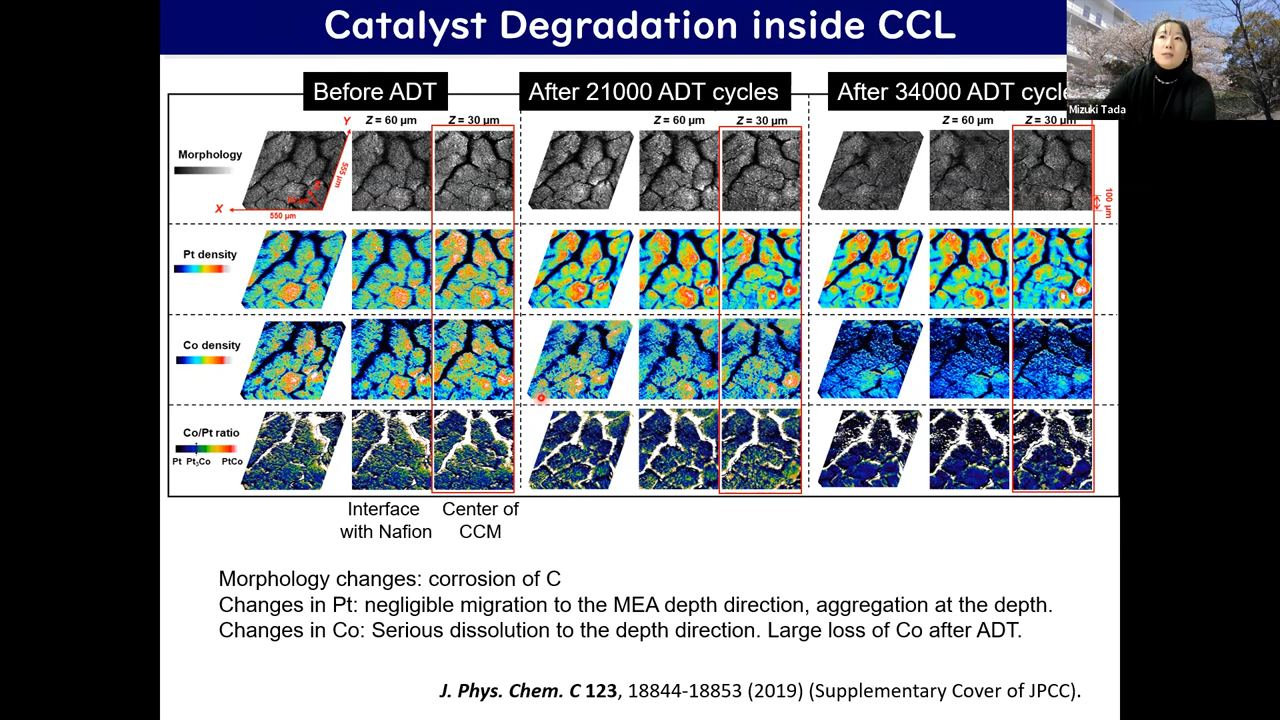 Catalyst Degradation inside CCL
Mizuki Tada
Before ADT
After 21000 ADT cycles
After 34000 ADT cycle
Y
Z = 60 µm
Z = 30 µm
Z = 60 µm
Z = 30 µm
Z = 60 µm
Z = 30 µm
Morphology
555 µm
X
550 µm
100 µm
Pt density
Co density
Co/Pt ratio
Pt Pt3Co PtCo
Interface
with Nafion
Center of
CCM
Morphology changes: corrosion of C
Changes in Pt: negligible migration to the MEA depth direction, aggregation at the depth.
Changes in Co: Serious dissolution to the depth direction. Large loss of Co after ADT.
J. Phys. Chem. C 123, 18844-18853 (2019) (Supplementary Cover of JPCC).